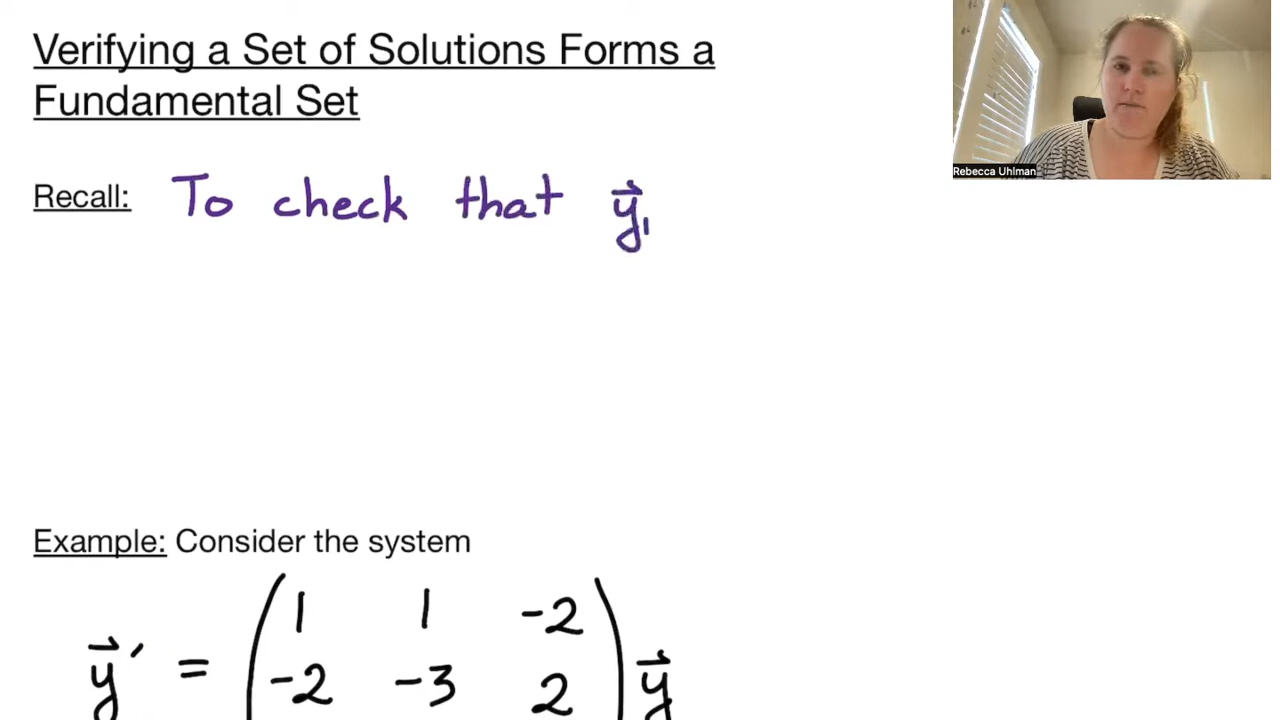 Verifying a Set of Solutions Forms a
Fundamental Set
Rebecca Uhlman
Recall: To check that y⃗₁
Example: Consider the system
1 1 -2
y⃗′ = -2 -3 2 y⃗